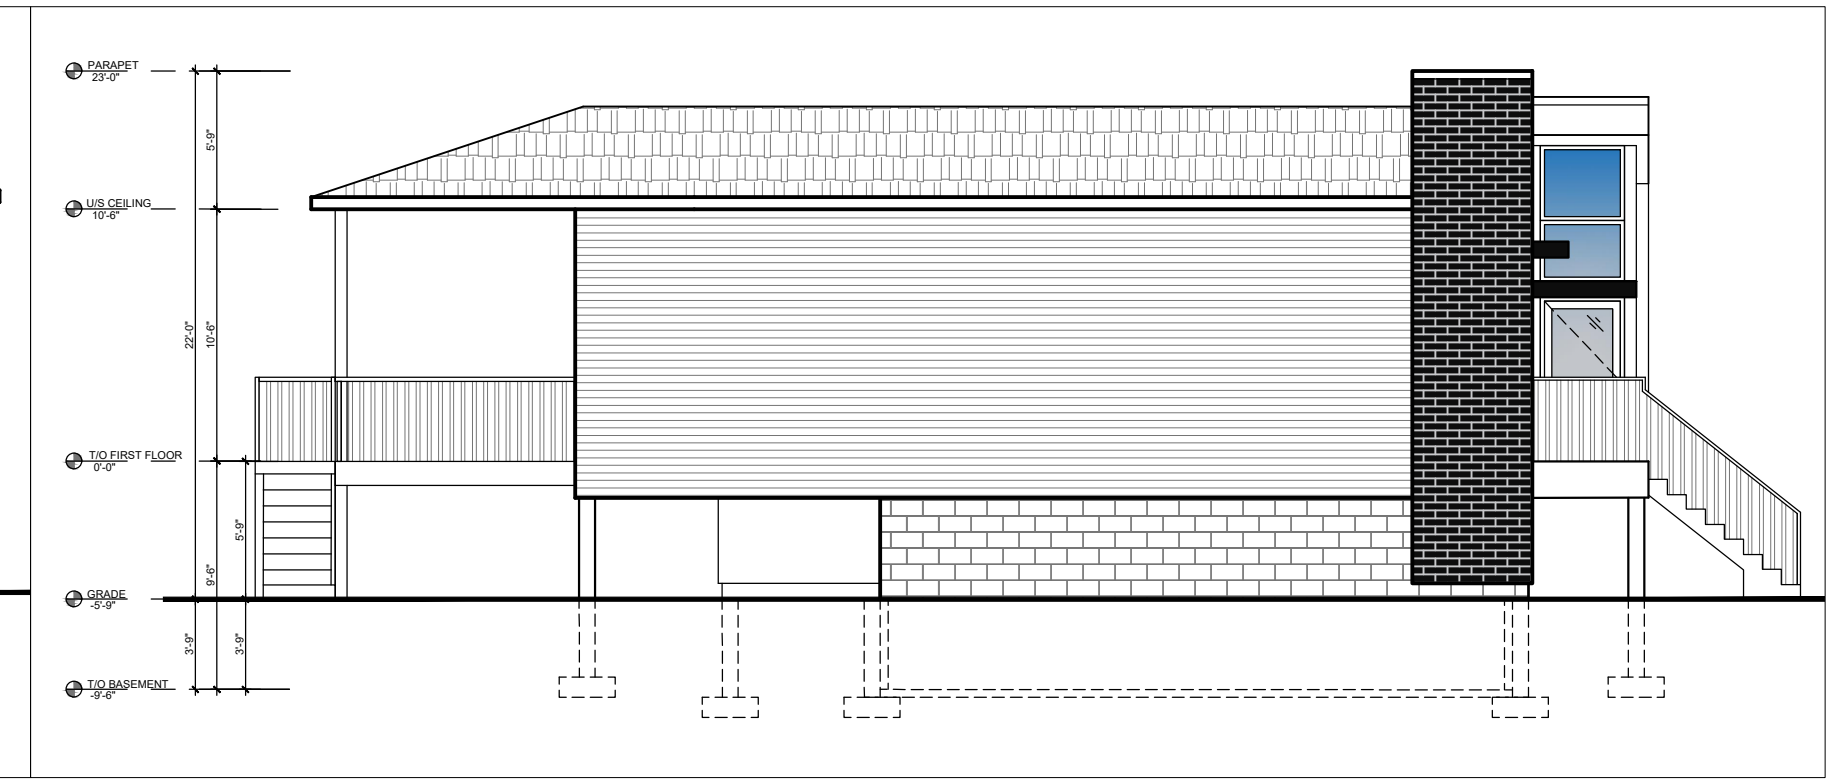 PARAPET
23'-0"
5'-9"
U/S CEILING
10'-6"
22'-0"
10'-6"
T/O FIRST FLOOR
0'-0"
5'-9"
9'-6"
GRADE
-5'-9"
3'-9"
3'-9"
T/O BASEMENT
-9'-6"